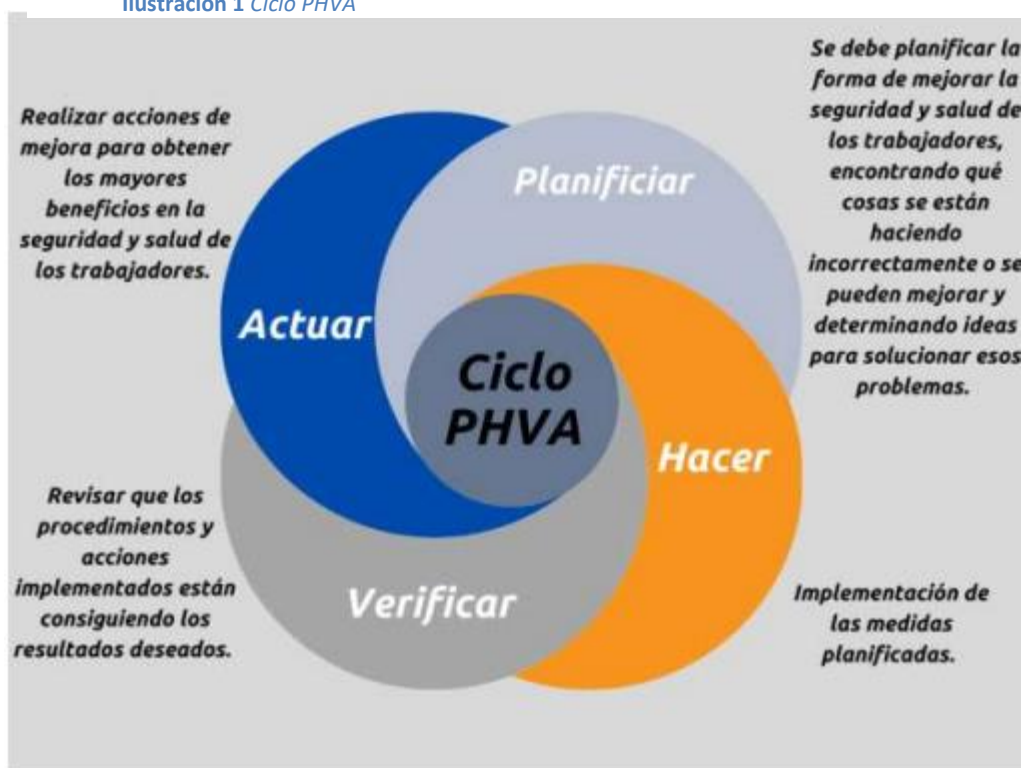 Ilustración 1 Ciclo PHVA
Realizar acciones de
mejora para obtener
los mayores
beneficios en la
seguridad y salud de
los trabajadores.
Se debe planificar la
forma de mejorar la
seguridad y salud de
los trabajadores,
encontrando qué
cosas se están
haciendo
incorrectamente o se
pueden mejorar y
determinando ideas
para solucionar esos
problemas.
Planificiar
Actuar
Ciclo
PHVA
Hacer
Verificar
Revisar que los
procedimientos y
acciones
implementados están
consiguiendo los
resultados deseados.
Implementación de
las medidas
planificadas.